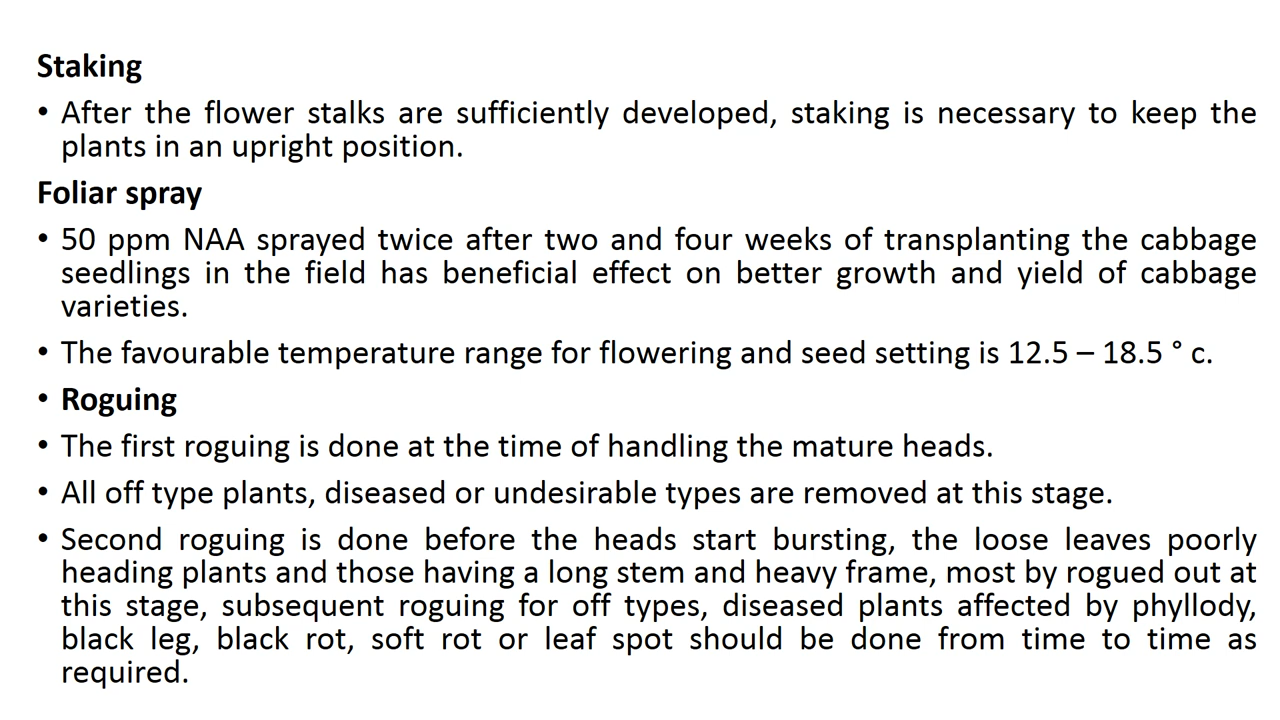 Staking
• After the flower stalks are sufficiently developed, staking is necessary to keep the
plants in an upright position.
Foliar spray
• 50 ppm NAA sprayed twice after two and four weeks of transplanting the cabbage
seedlings in the field has beneficial effect on better growth and yield of cabbage
varieties.
• The favourable temperature range for flowering and seed setting is 12.5 – 18.5 ° c.
• Roguing
• The first roguing is done at the time of handling the mature heads.
• All off type plants, diseased or undesirable types are removed at this stage.
• Second roguing is done before the heads start bursting, the loose leaves poorly
heading plants and those having a long stem and heavy frame, most by rogued out at
this stage, subsequent roguing for off types, diseased plants affected by phyllody,
black leg, black rot, soft rot or leaf spot should be done from time to time as
required.